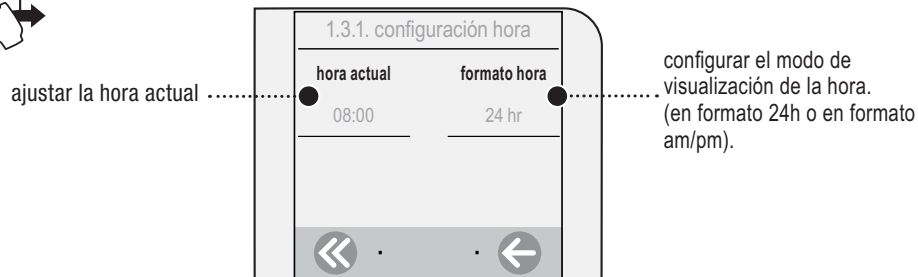 1.3.1. configuración hora
hora actual formato hora
08:00 24 hr
ajustar la hora actual
configurar el modo de
visualización de la hora.
(en formato 24h o en formato
am/pm).